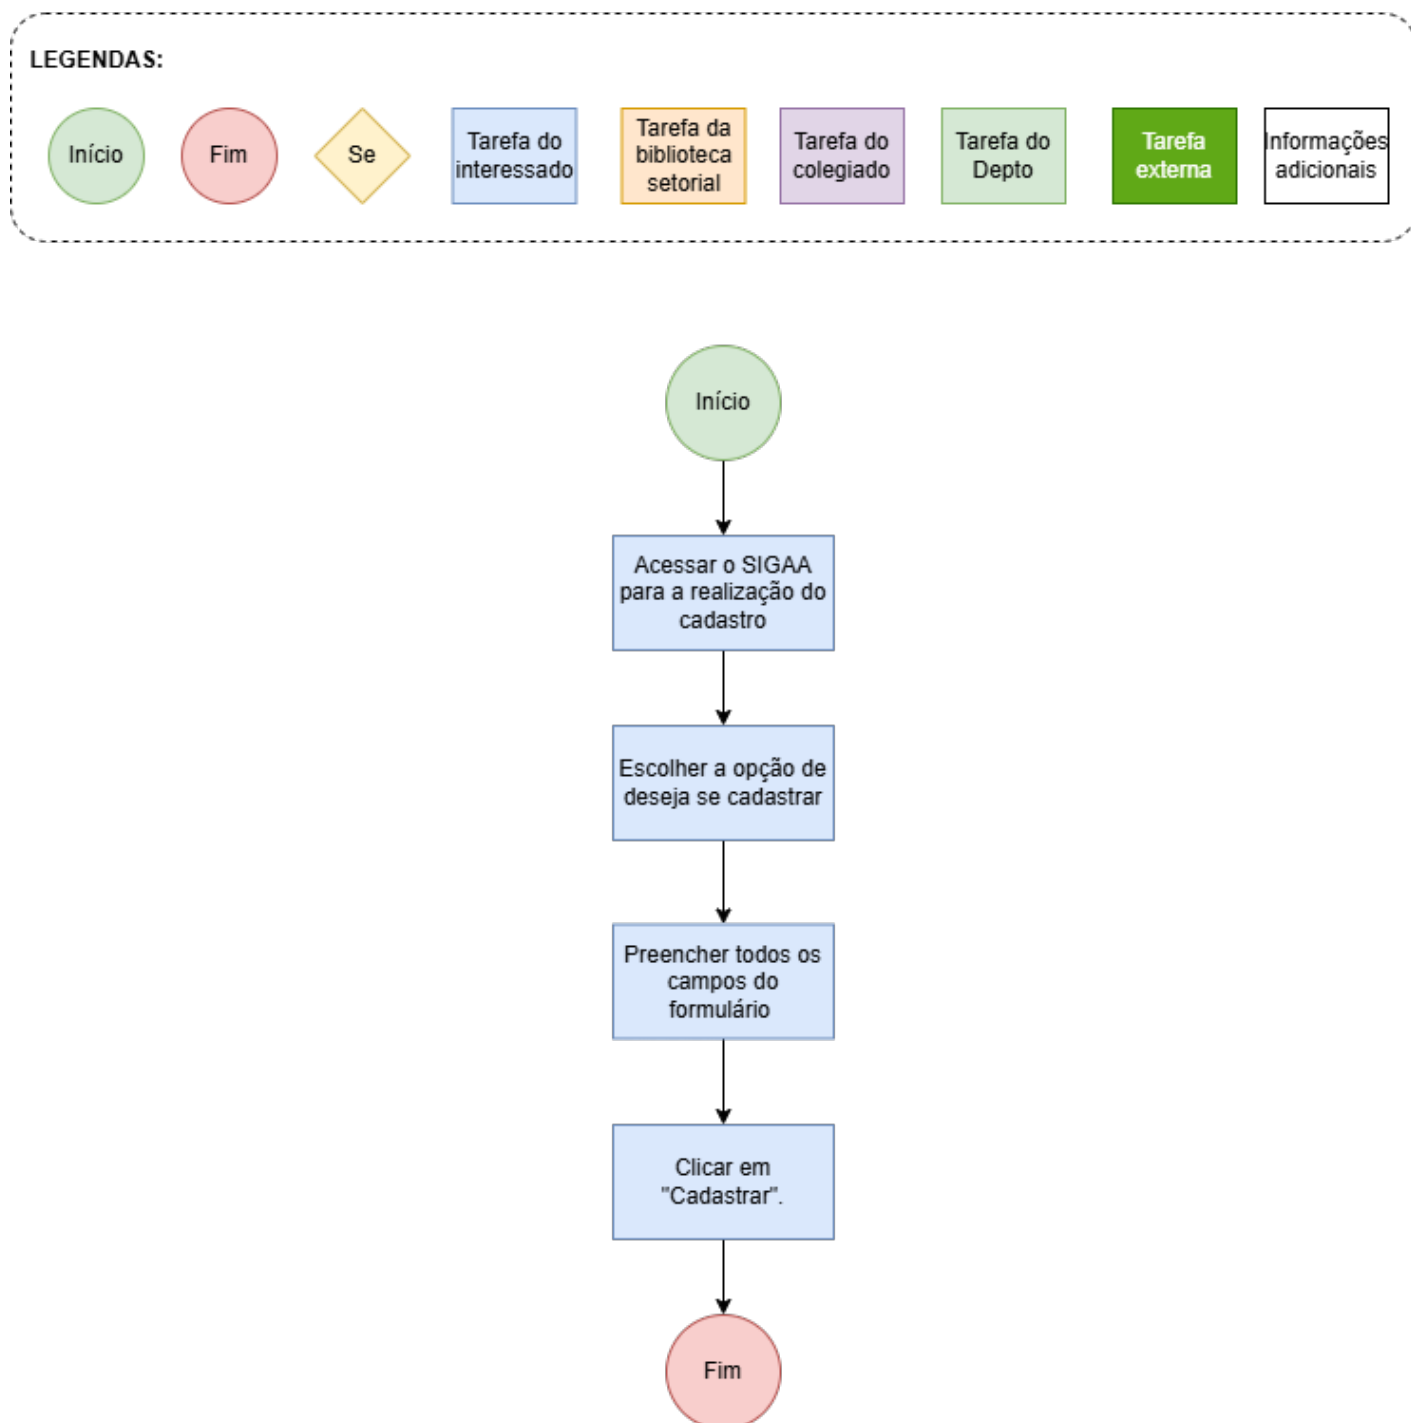 LEGENDAS:
Início
Fim
Se
Tarefa do
interessado
Tarefa da
biblioteca
setorial
Tarefa do
colegiado
Tarefa do
Depto
Tarefa
externa
Informações
adicionais
Início
Acessar o SIGAA
para a realização do
cadastro
Escolher a opção de
deseja se cadastrar
Preencher todos os
campos do
formulário
Clicar em
"Cadastrar".
Fim